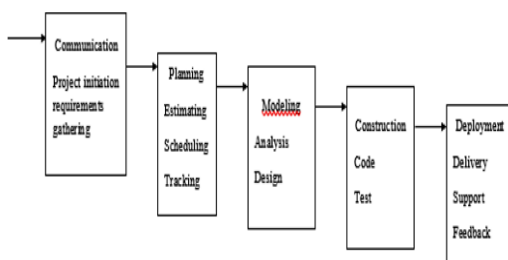 Communication
Project initiation
requirements
gathering
Planning
Estimating
Scheduling
Tracking
Modeling
Analysis
Design
Construction
Code
Test
Deployment
Delivery
Support
Feedback